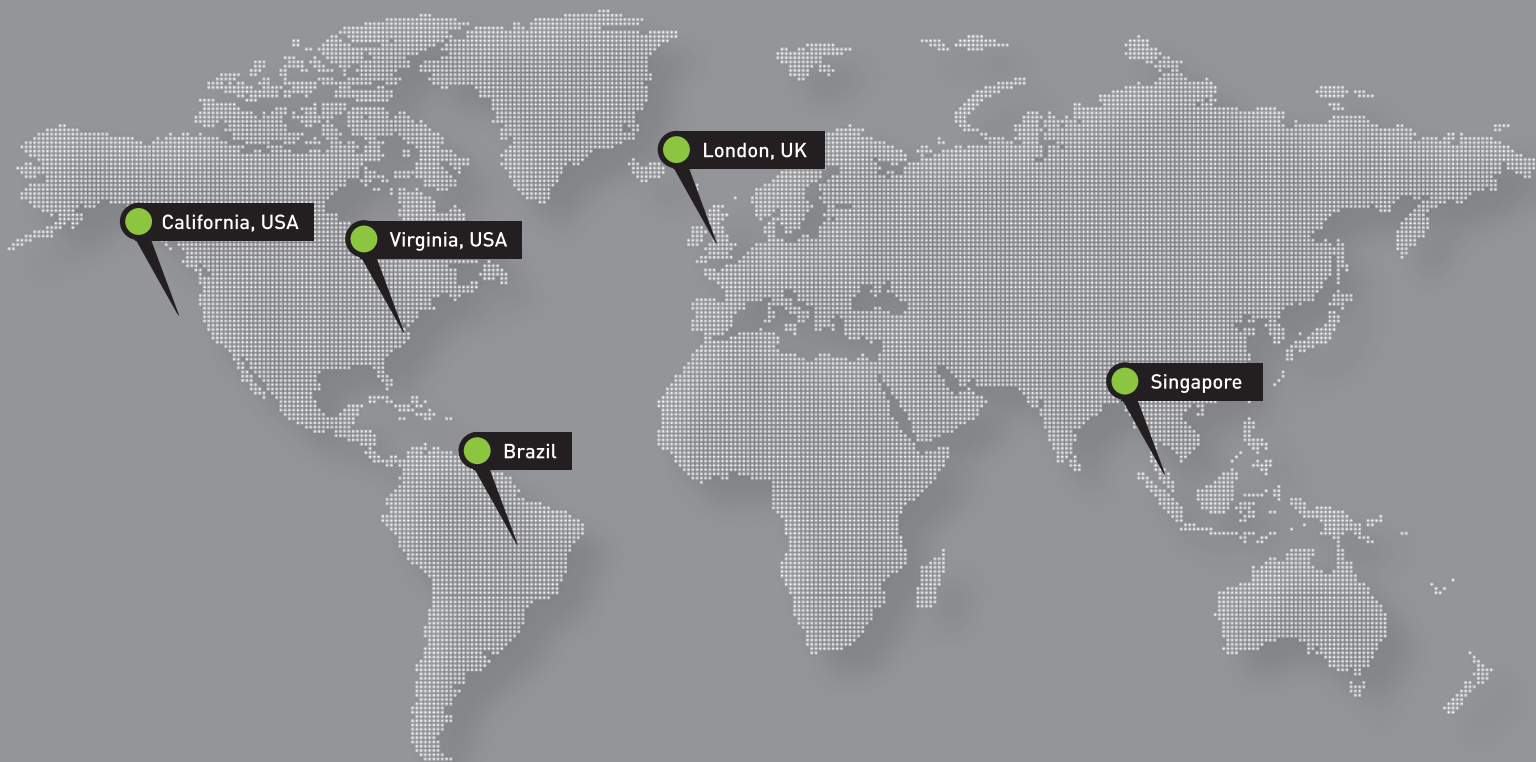 London, UK
California, USA
Virginia, USA
Singapore
Brazil